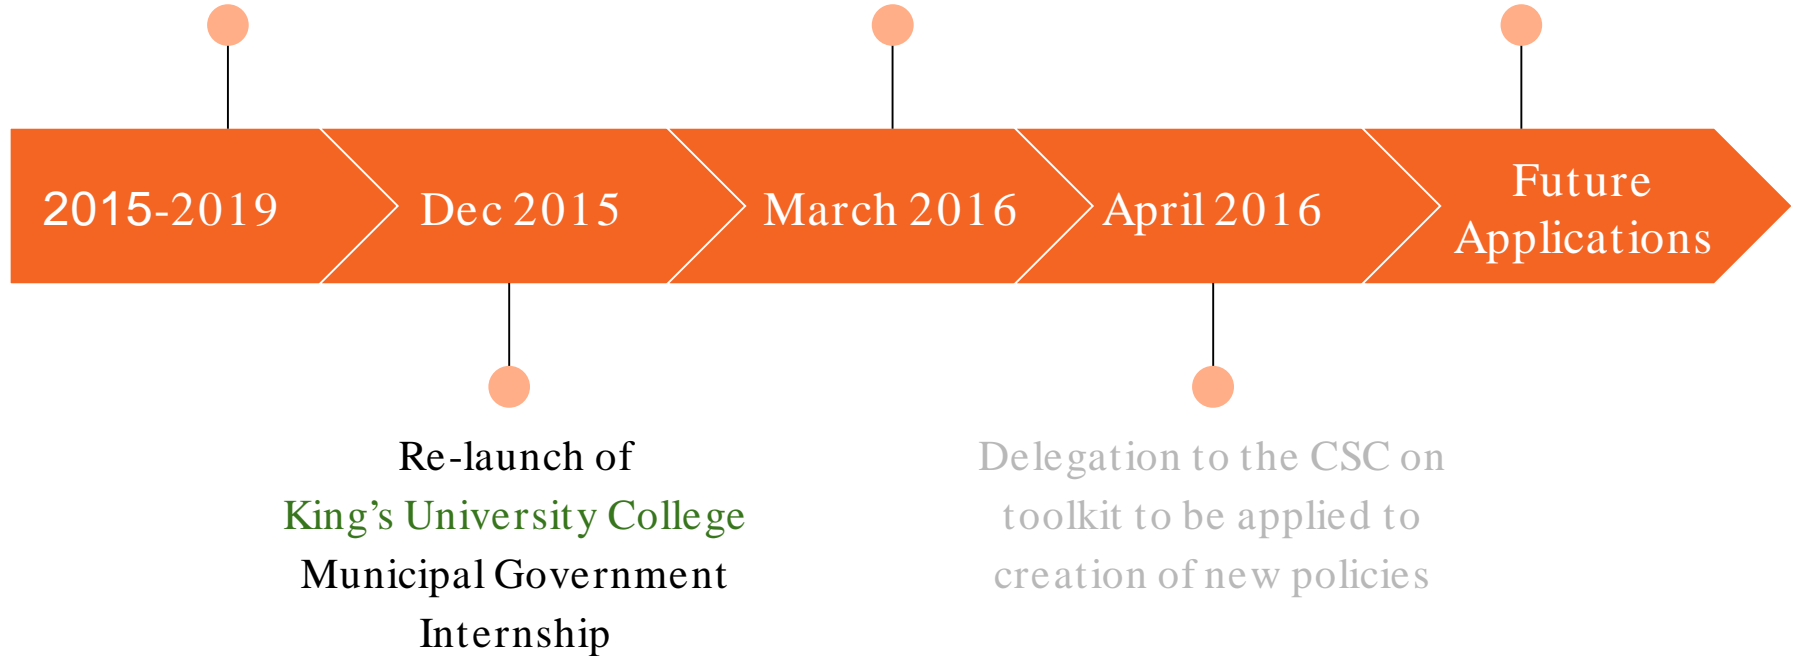 2015-2019
Dec 2015
March 2016
April 2016
Future
Applications
Re-launch of
King's University College
Municipal Government
Internship
Delegation to the CSC on
toolkit to be applied to
creation of new policies